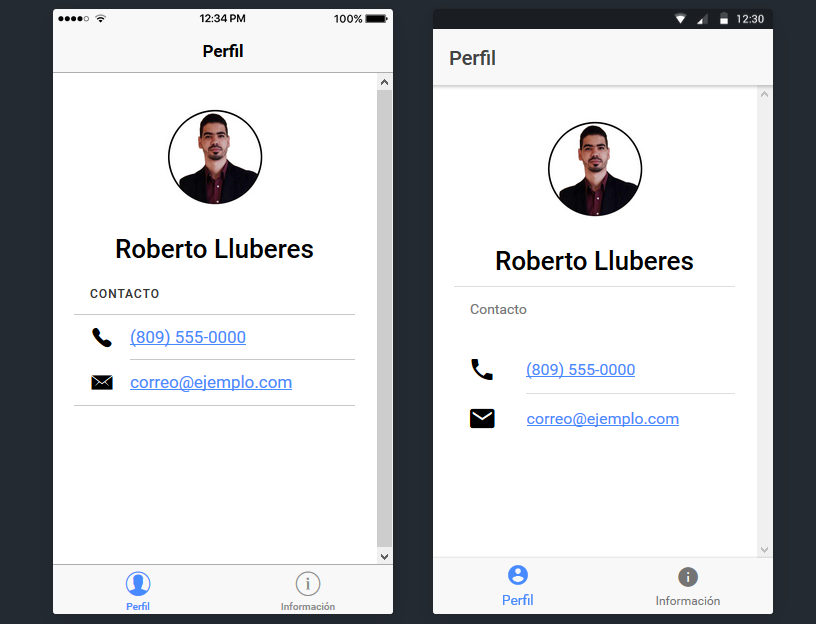 12:34 PM 100%
Perfil
Roberto Lluberes
CONTACTO
(809) 555-0000
correo@ejemplo.com
Perfil Información
12:30
Perfil
Roberto Lluberes
Contacto
(809) 555-0000
correo@ejemplo.com
Perfil Información